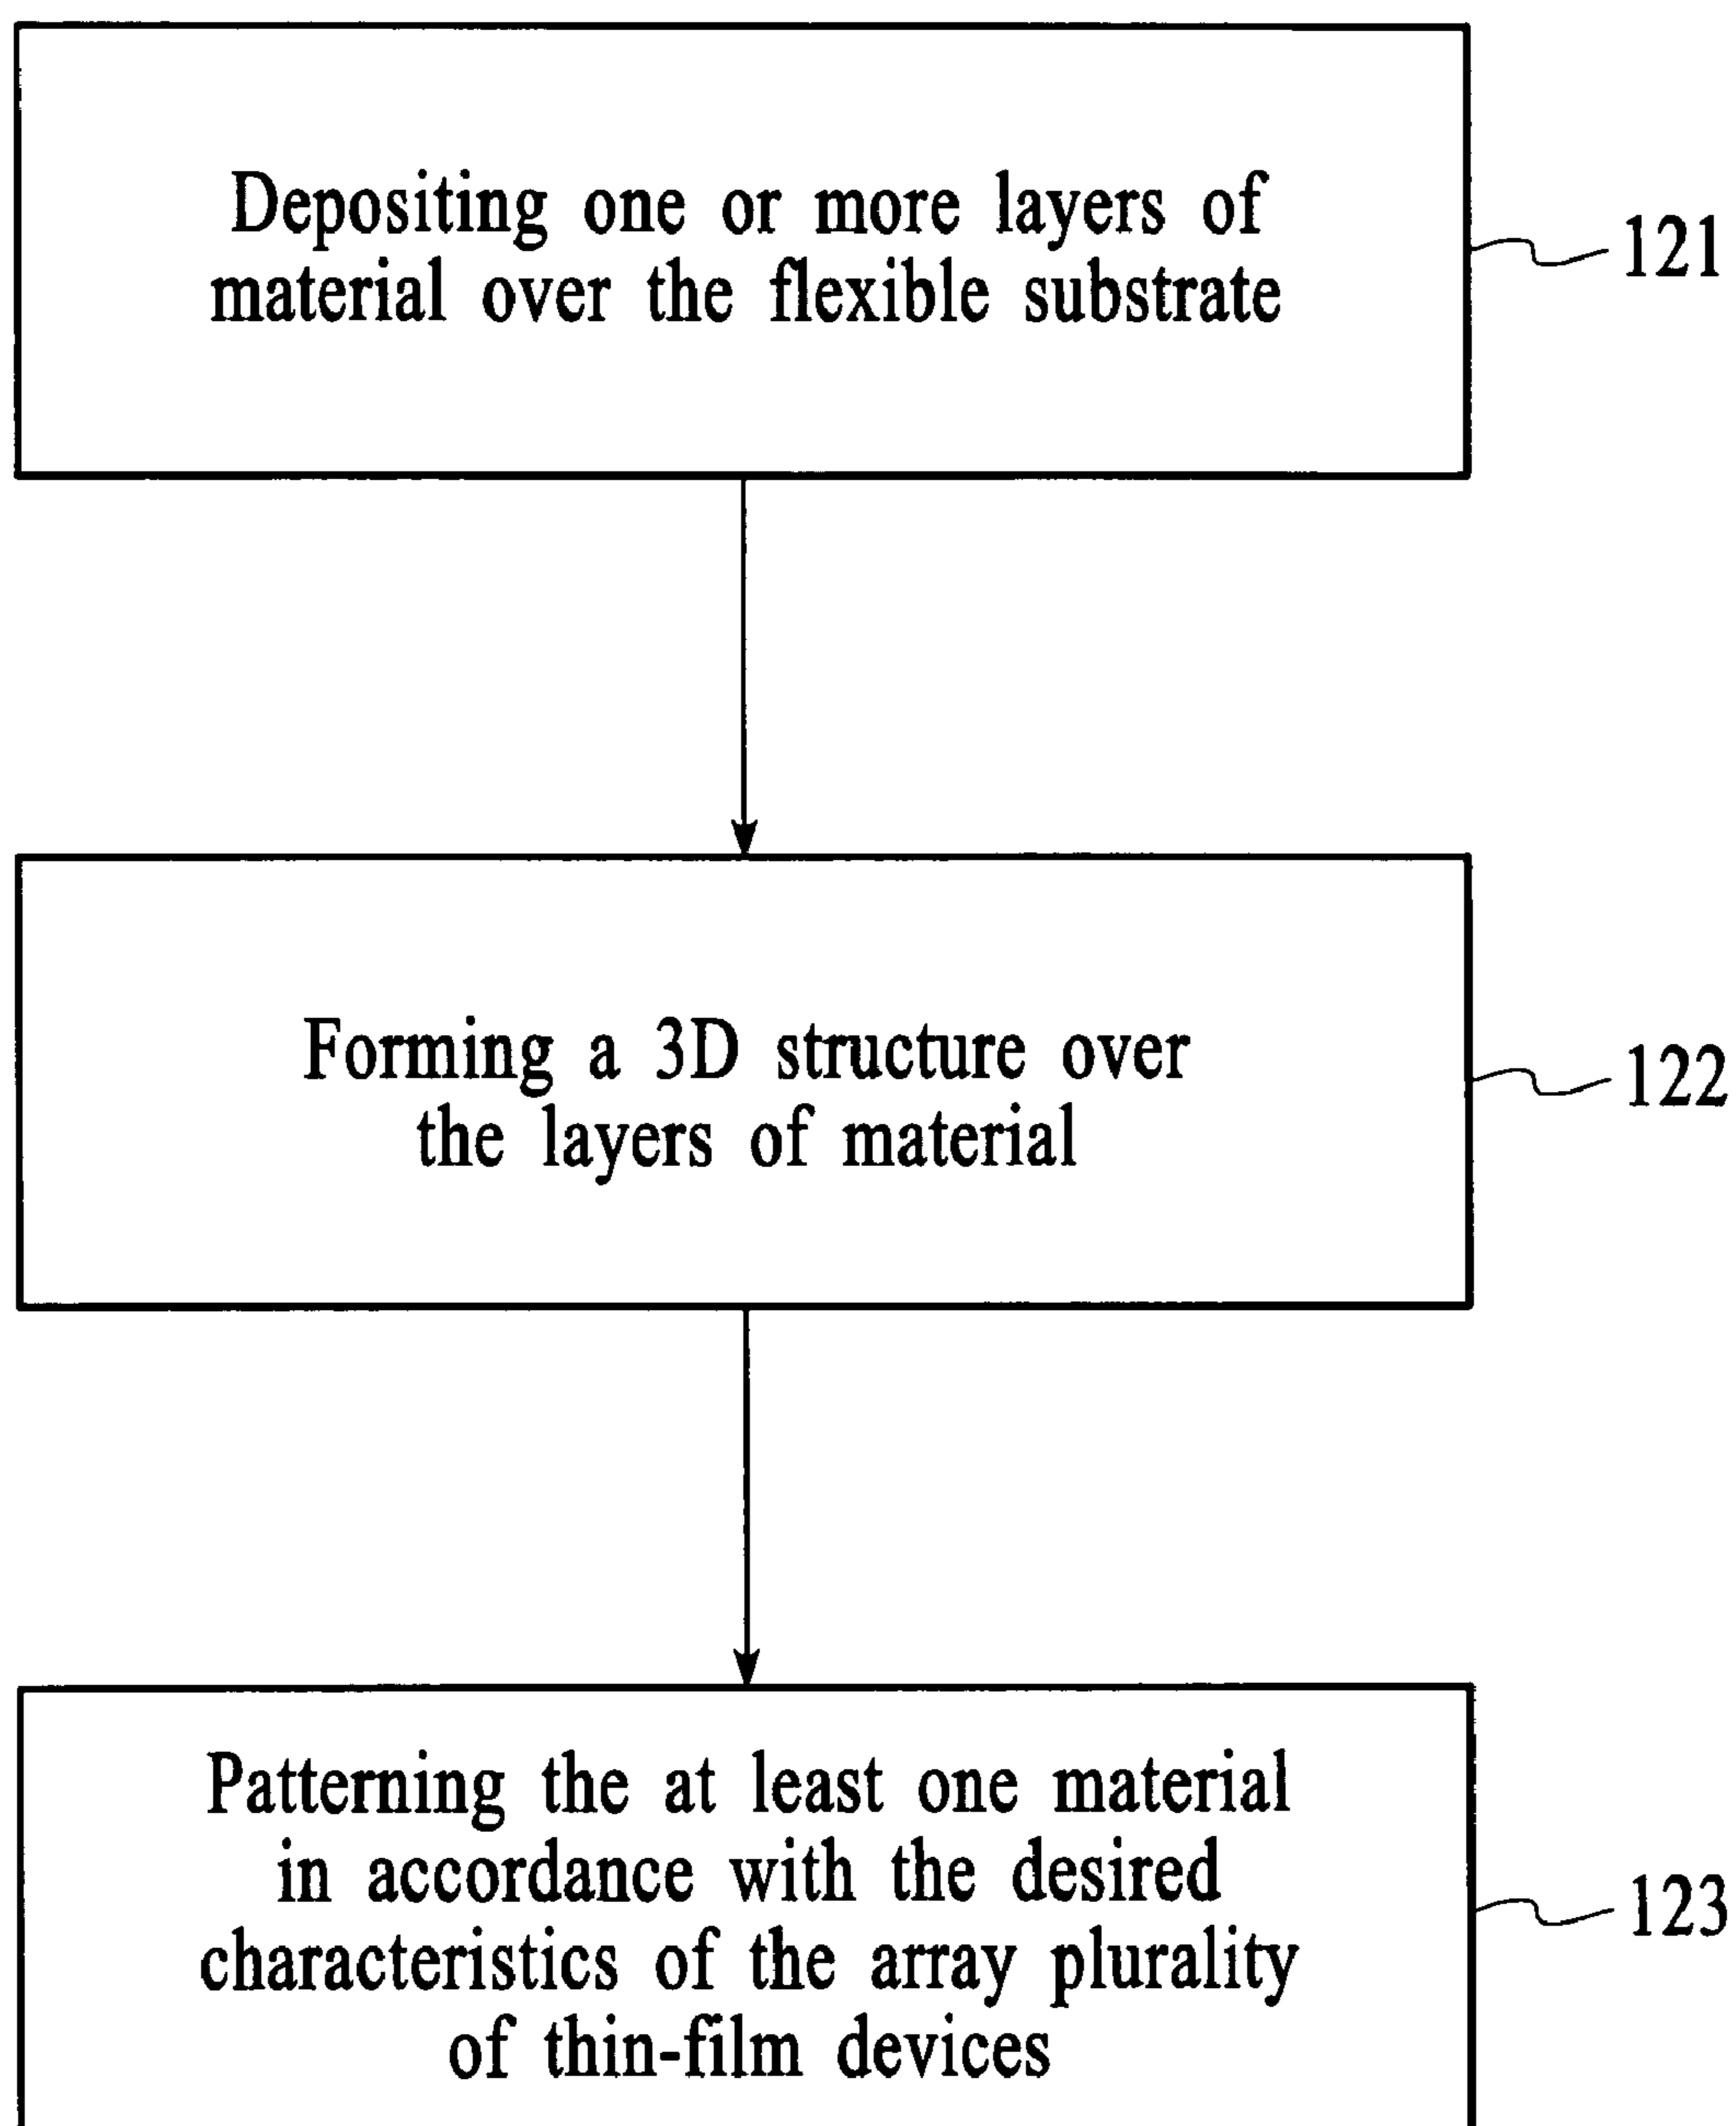 Depositing one or more layers of
material over the flexible substrate
121
Forming a 3D structure over
the layers of material
122
Patterning the at least one material
in accordance with the desired
characteristics of the array plurality
of thin-film devices
123